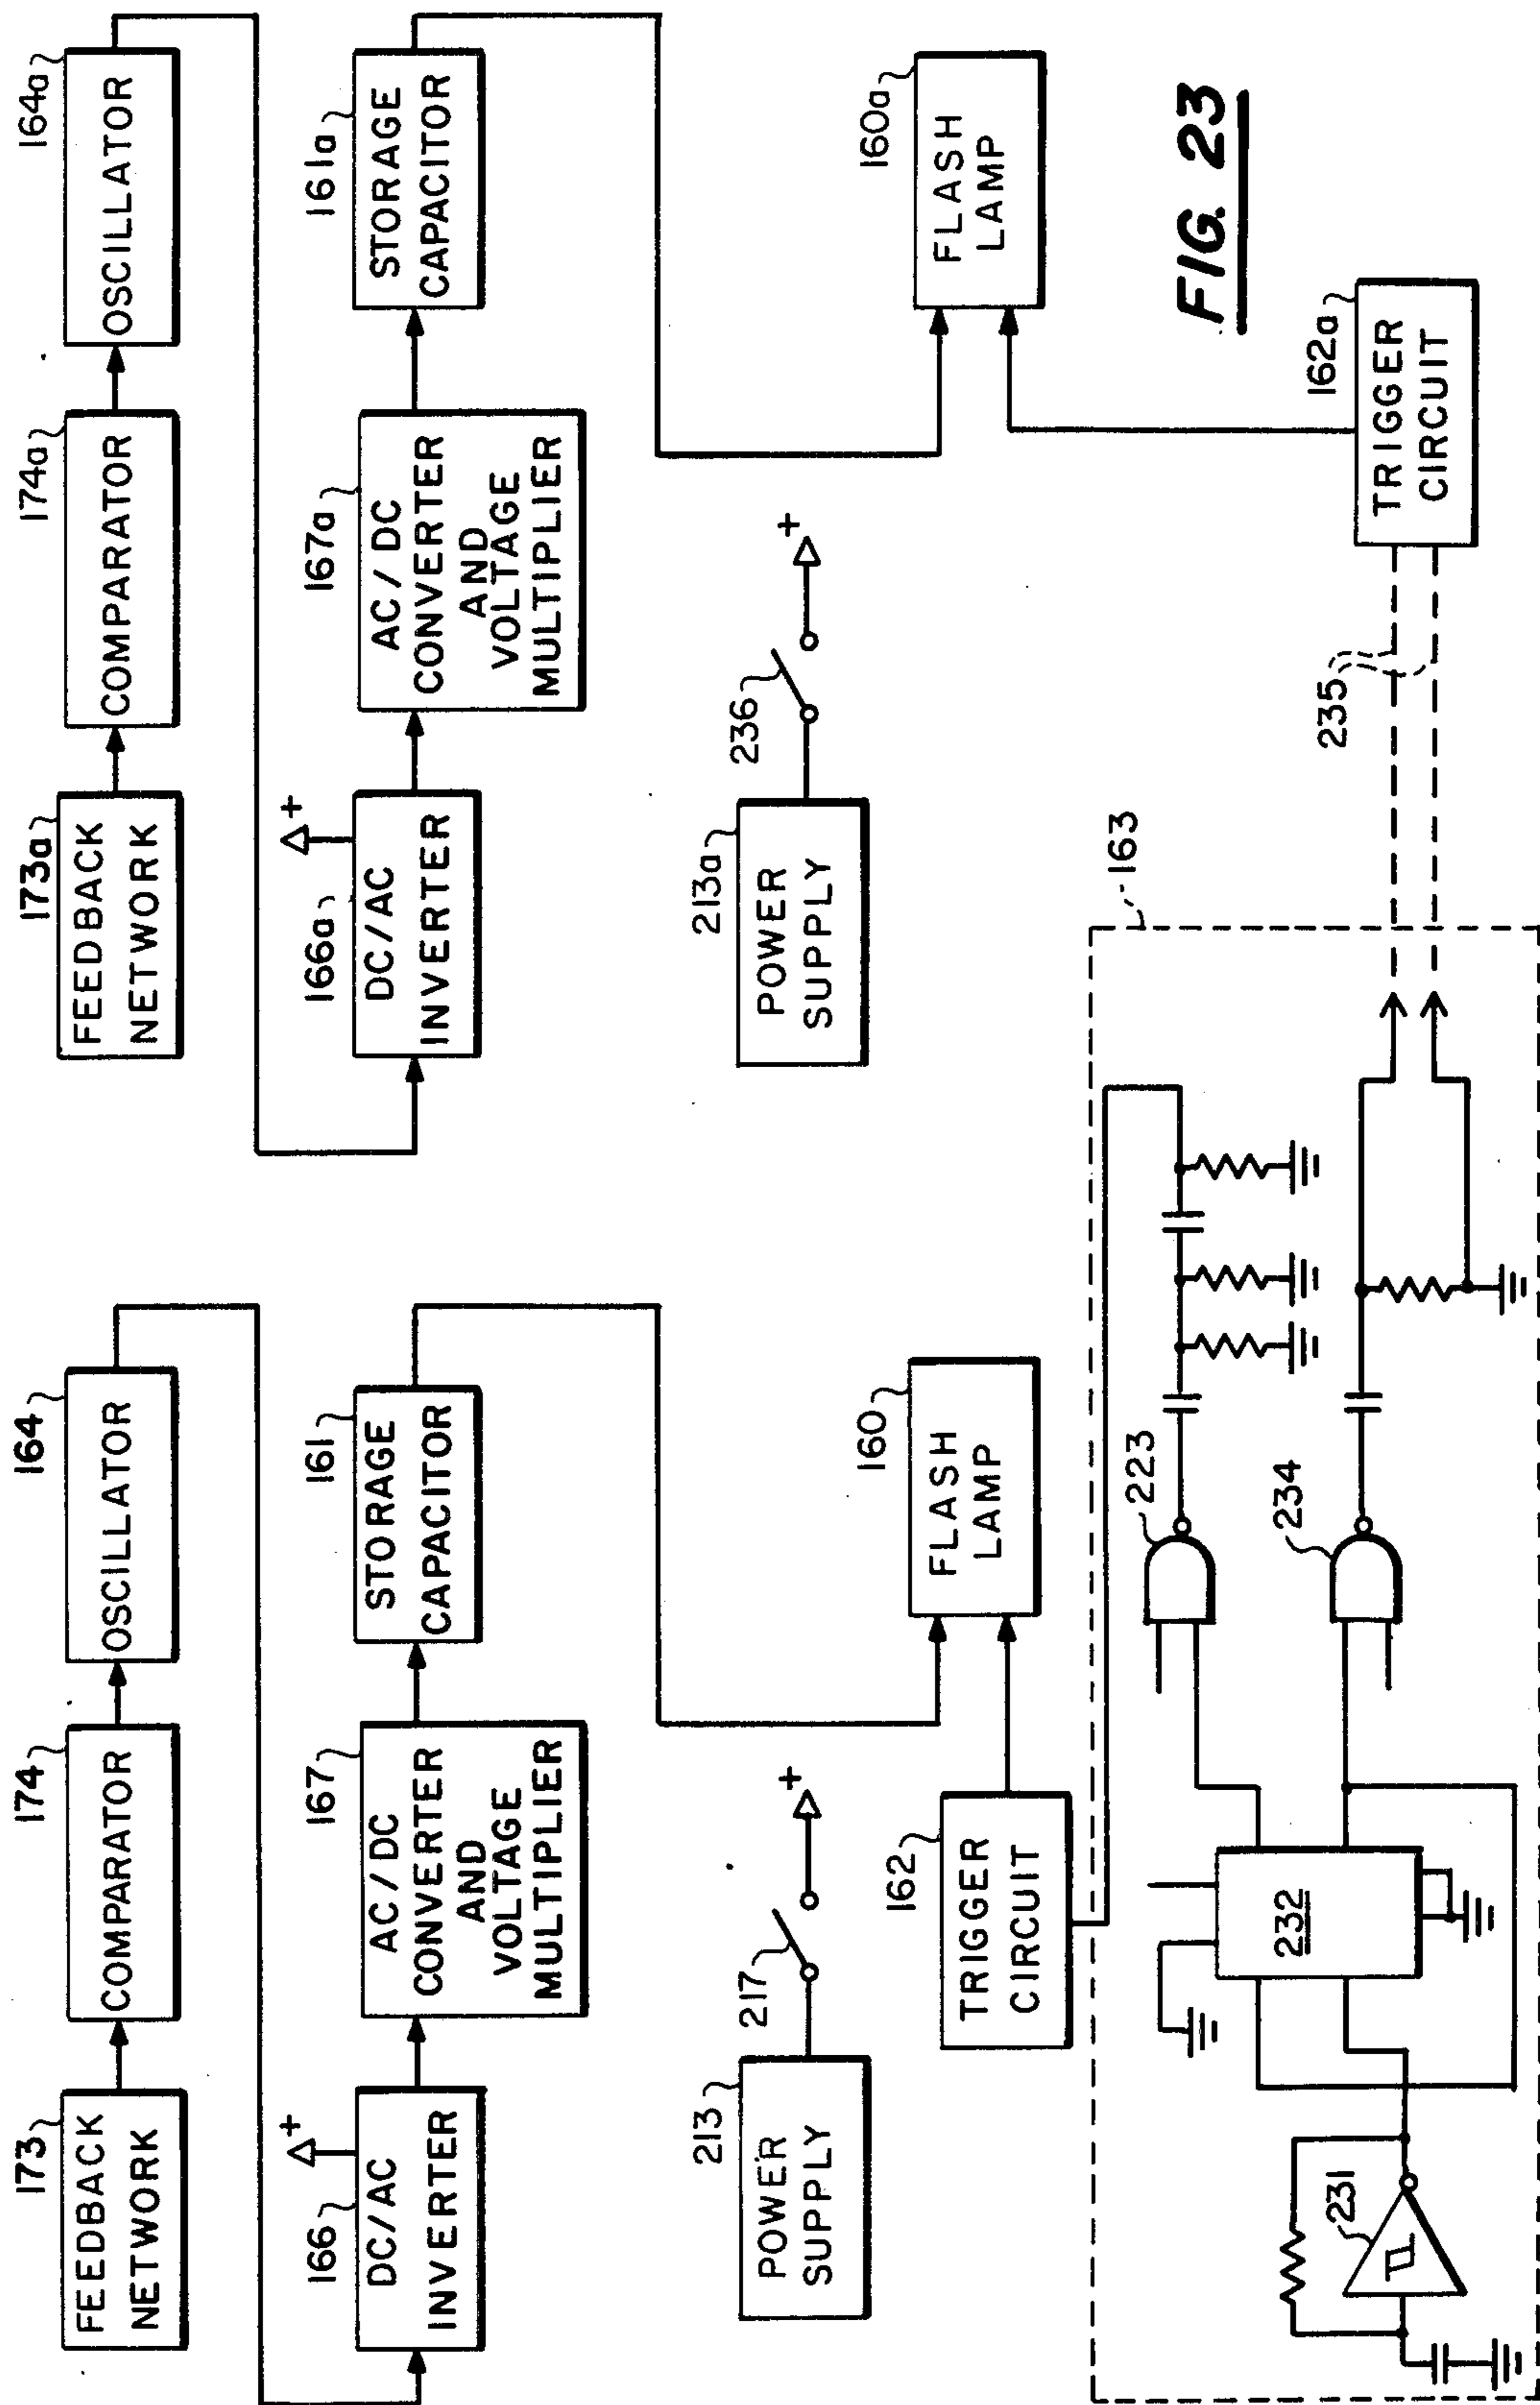 173
FEEDBACK
NETWORK
174
COMPARATOR
164
OSCILLATOR
173a
FEEDBACK
NETWORK
174a
COMPARATOR
164a
OSCILLATOR
166
DC/AC
INVERTER
+
167
AC/DC
CONVERTER
AND
VOLTAGE
MULTIPLIER
161
STORAGE
CAPACITOR
166a
DC/AC
INVERTER
+
167a
AC/DC
CONVERTER
AND
VOLTAGE
MULTIPLIER
161a
STORAGE
CAPACITOR
213
POWER
SUPPLY
217
+
213a
POWER
SUPPLY
236
+
162
TRIGGER
CIRCUIT
160
FLASH
LAMP
160a
FLASH
LAMP
163
223
234
232
231
235
162a
TRIGGER
CIRCUIT
FIG. 23